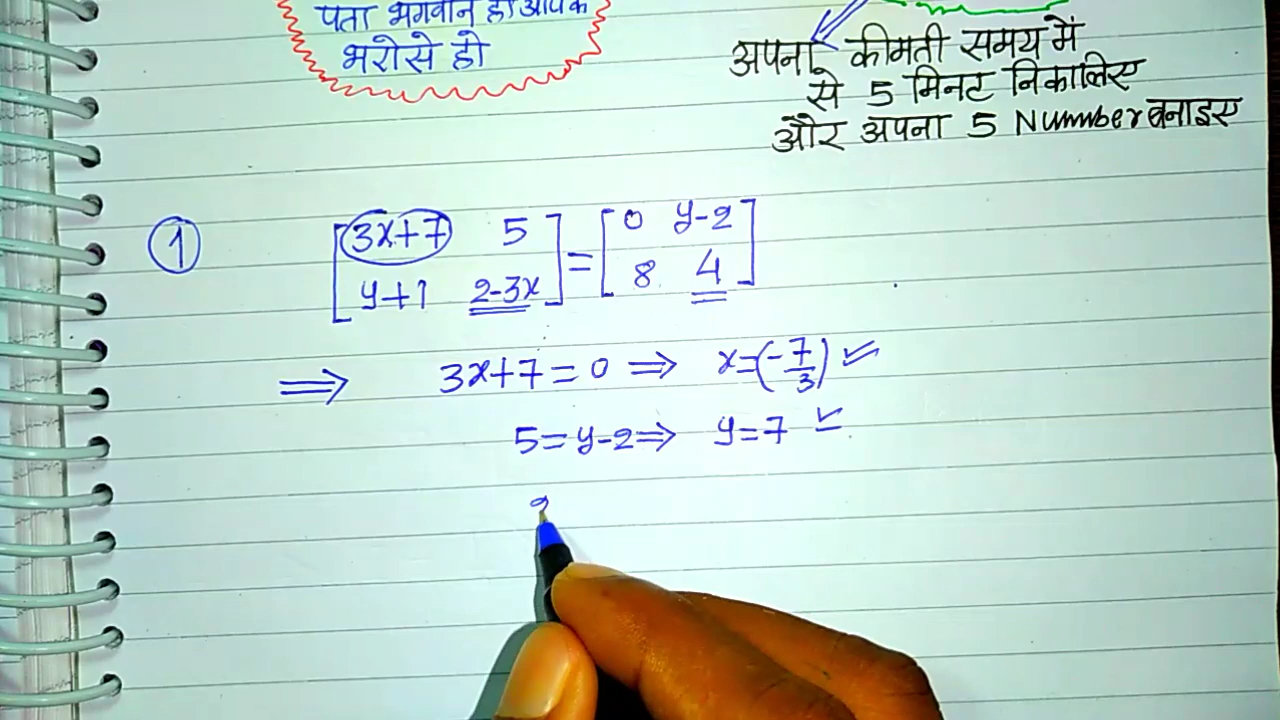 पता भगवान ही आपके
भरोसे हो
अपना कीमती समय में
से 5 मिनट निकालिए
और अपना 5 Number बनाइए
1
[3x+7 5] = [0 y-2]
[y+1 2-3x] [8 4]
⇒ 3x+7=0 ⇒ x=(-7/3) ✓
5=y-2⇒ y=7 ✓